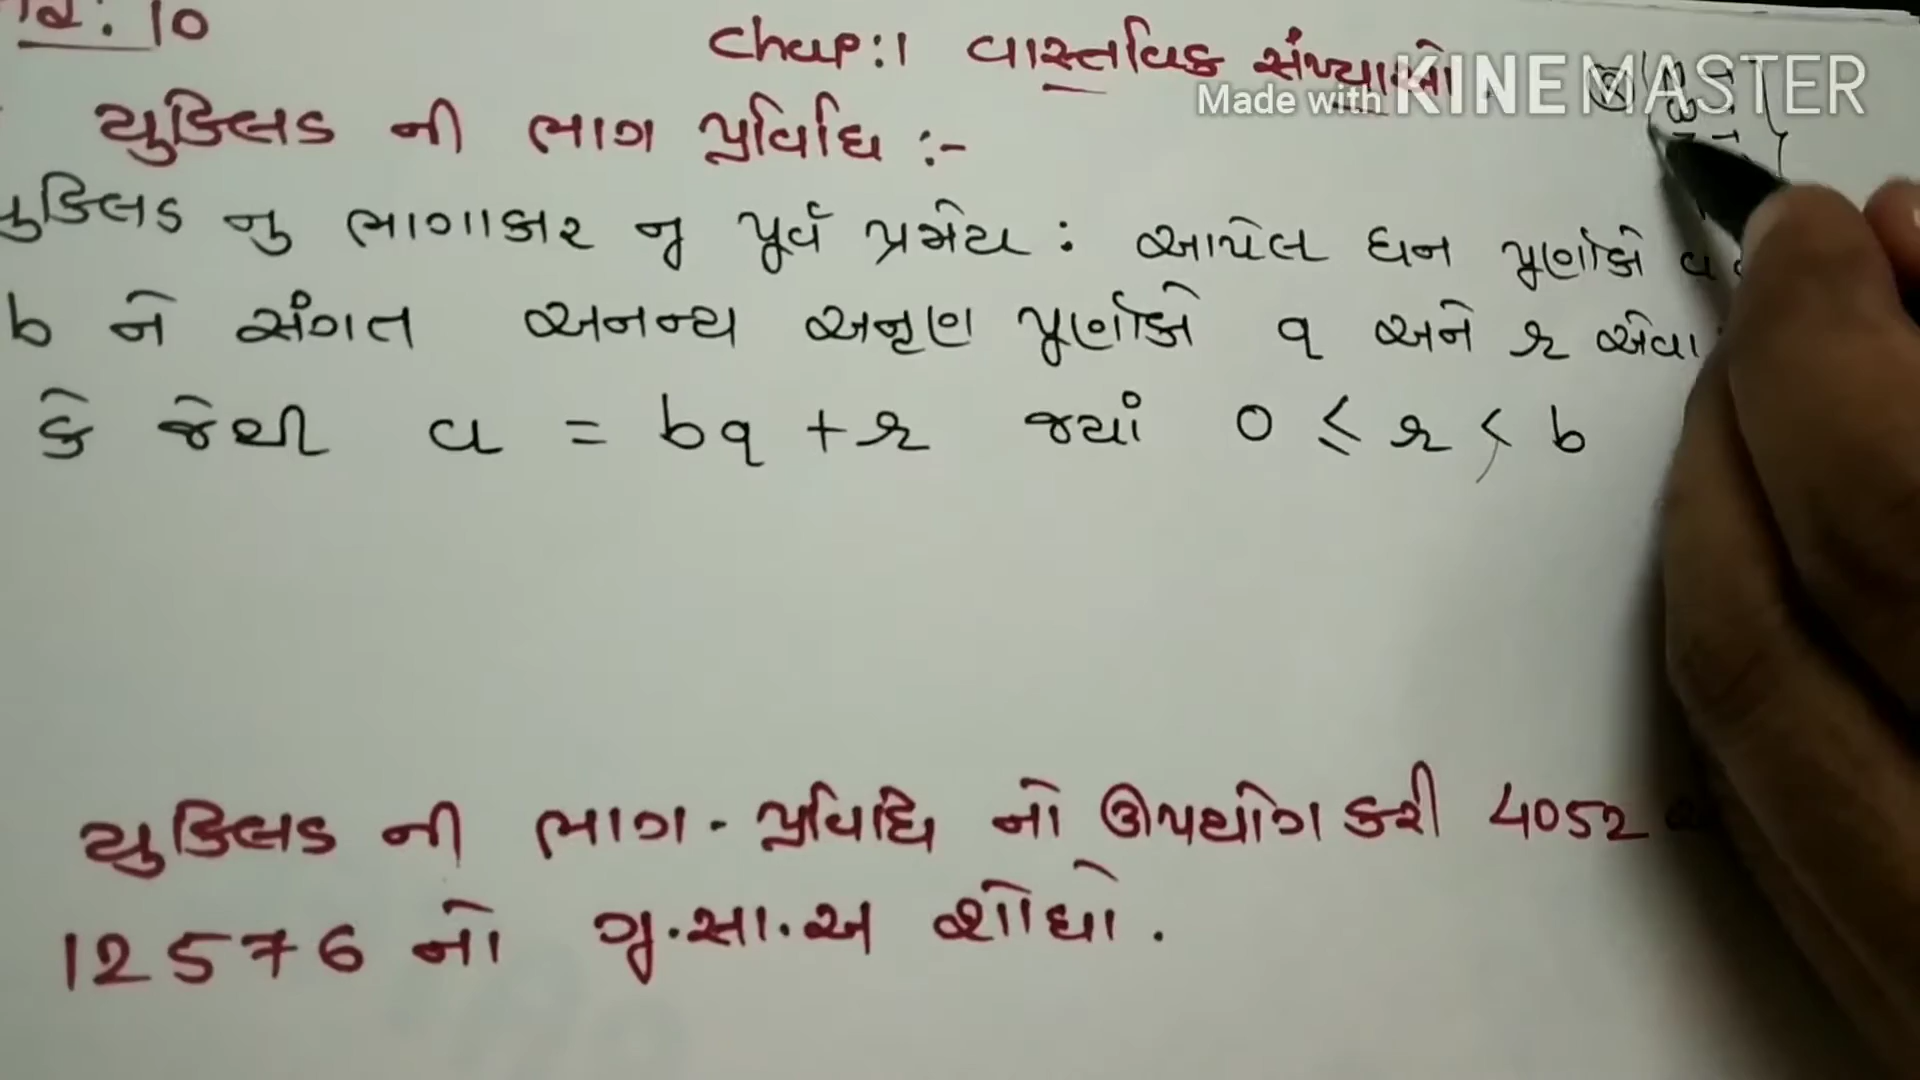 : 10
Chap:1 વાસ્તવિક સંખ્યાઓ
Made with KINEMASTER
યુક્લિડ ની ભાગ પ્રવિધિ :-
યુક્લિડ નુ ભાગાકાર નુ પૂર્વ પ્રમેય : આપેલ ધન પૂર્ણાંકો a
b ને સંગત અનન્ય અનૃણ પૂર્ણાંકો q અને r એવા
કે જેથી a = bq + r જ્યાં 0 ≤ r < b
યુક્લિડ ની ભાગ - પ્રવિધિ નો ઊપયોગ કરી 4052
12576 નો ગુ.સા.અ શોધો.